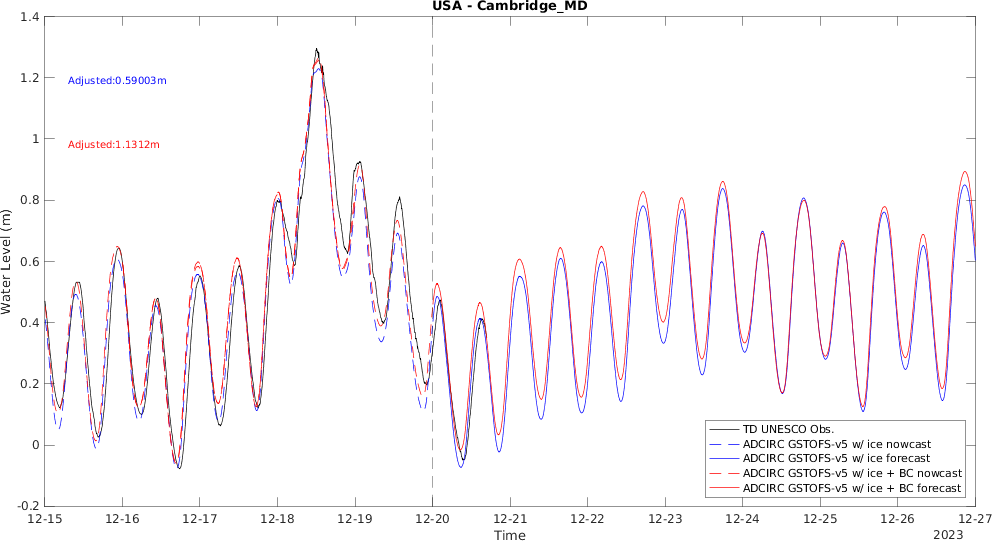 USA - Cambridge_MD
1.4
1.2
1
0.8
0.6
0.4
0.2
0
-0.2
Water Level (m)
Adjusted:0.59003m
Adjusted:1.1312m
TD UNESCO Obs.
ADCIRC GSTOFS-v5 w/ ice nowcast
ADCIRC GSTOFS-v5 w/ ice forecast
ADCIRC GSTOFS-v5 w/ ice + BC nowcast
ADCIRC GSTOFS-v5 w/ ice + BC forecast
12-15 12-16 12-17 12-18 12-19 12-20 12-21 12-22 12-23 12-24 12-25 12-26 12-27
Time
2023